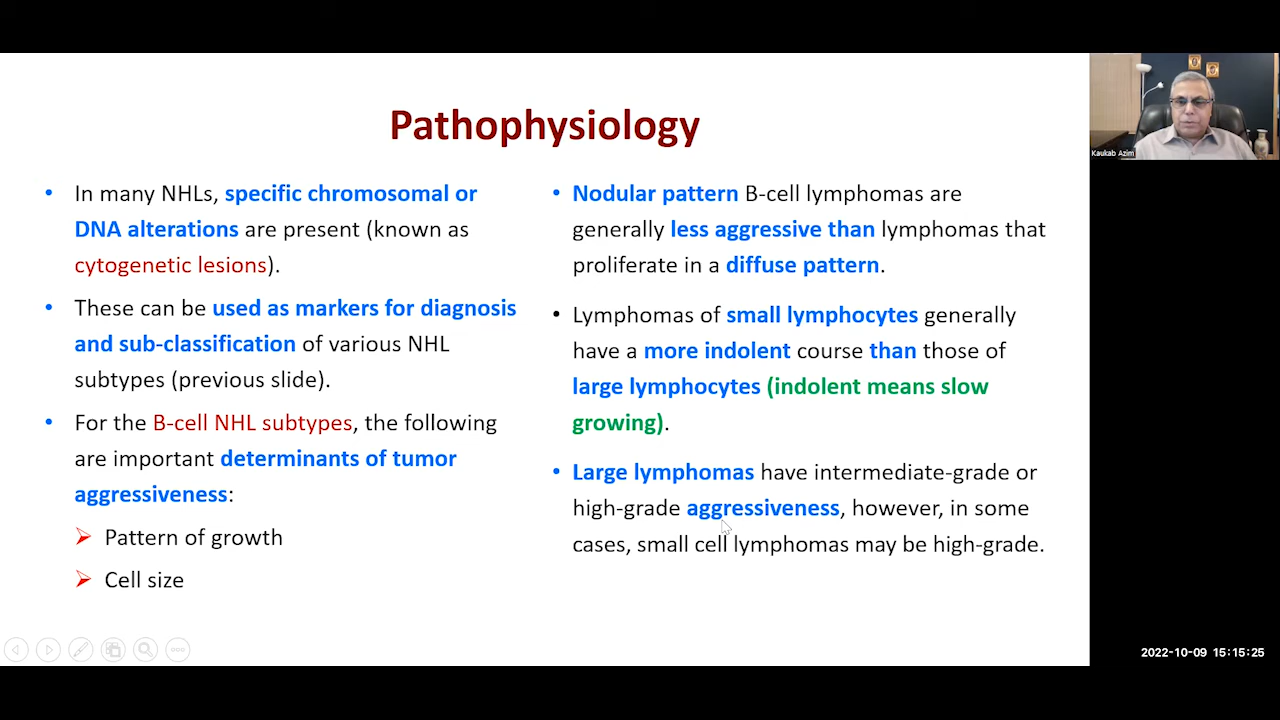 Pathophysiology
• In many NHLs, specific chromosomal or
DNA alterations are present (known as
cytogenetic lesions).
• These can be used as markers for diagnosis
and sub-classification of various NHL
subtypes (previous slide).
• For the B-cell NHL subtypes, the following
are important determinants of tumor
aggressiveness:
➢ Pattern of growth
➢ Cell size
• Nodular pattern B-cell lymphomas are
generally less aggressive than lymphomas that
proliferate in a diffuse pattern.
• Lymphomas of small lymphocytes generally
have a more indolent course than those of
large lymphocytes (indolent means slow
growing).
• Large lymphomas have intermediate-grade or
high-grade aggressiveness, however, in some
cases, small cell lymphomas may be high-grade.
Kaukab Azim
2022-10-09 15:15:25